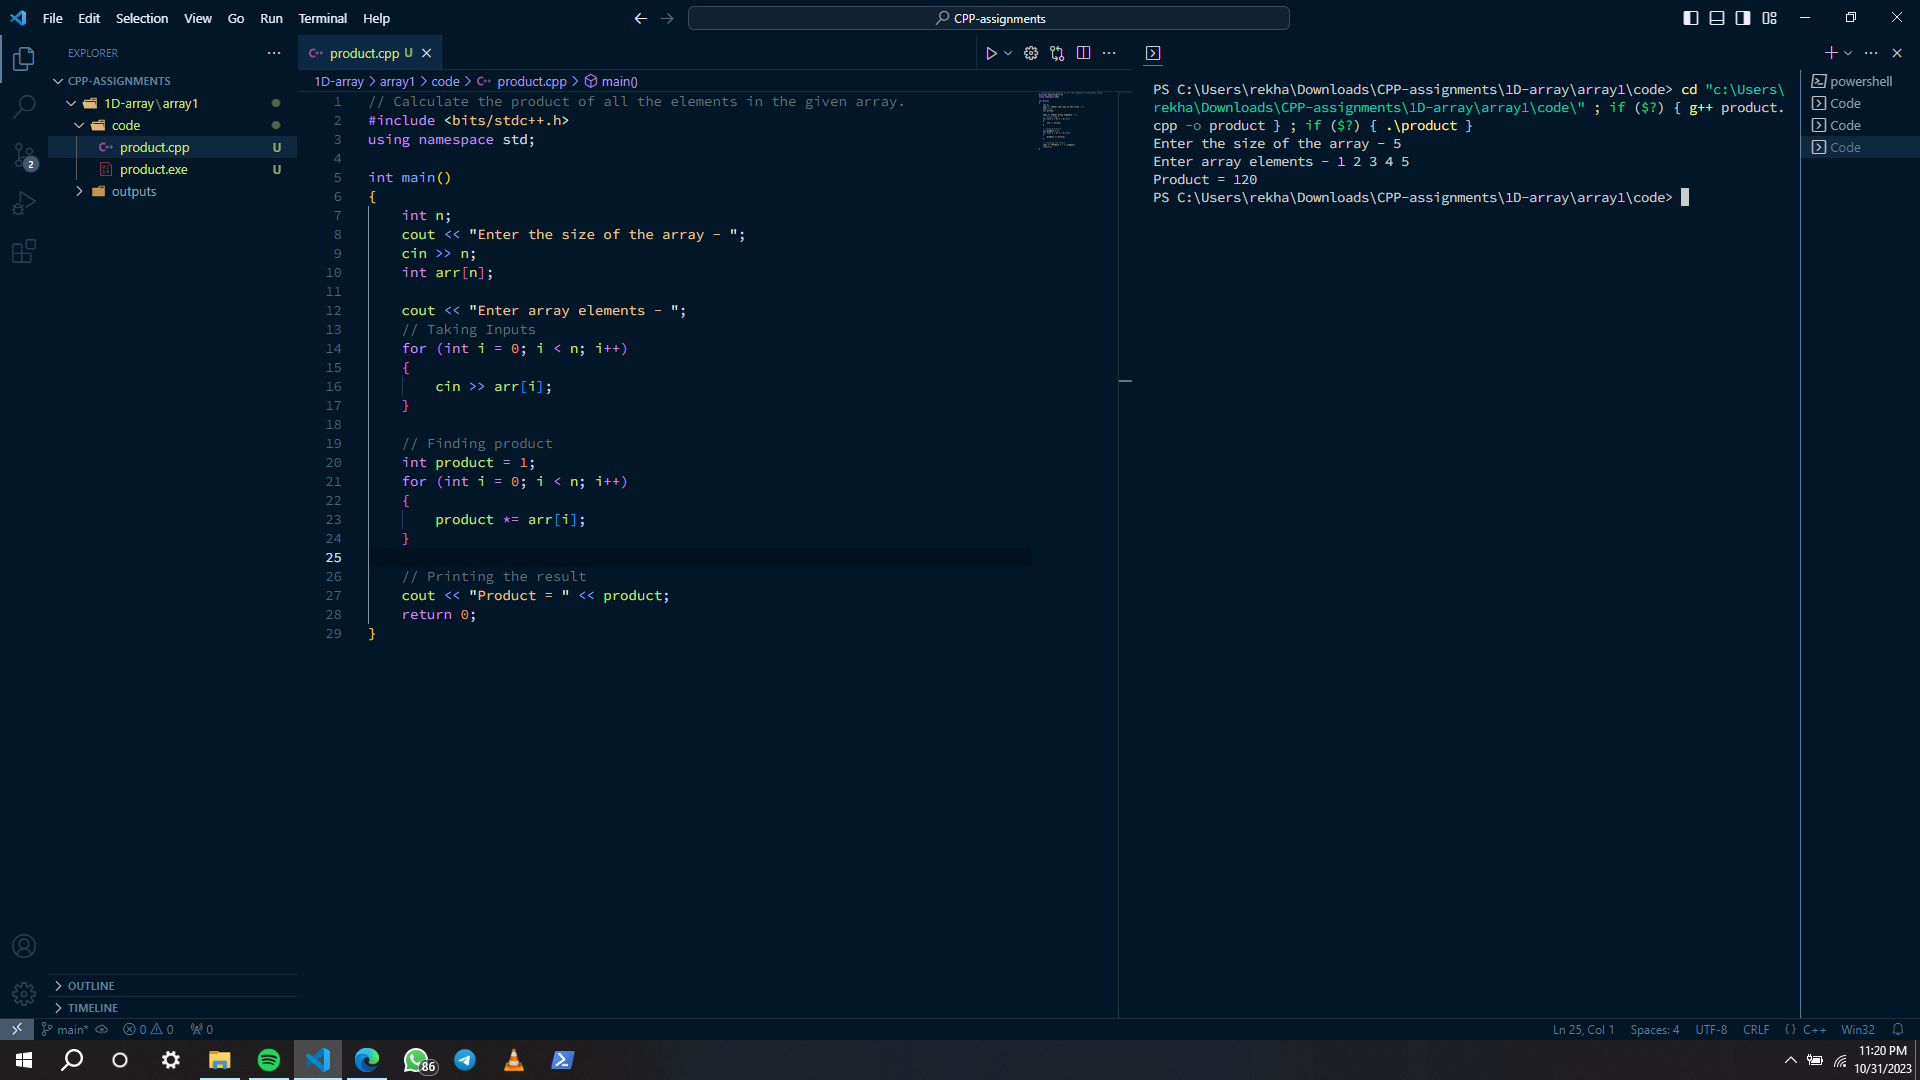 File Edit Selection View Go Run Terminal Help
CPP-assignments
EXPLORER
CPP-ASSIGNMENTS
1D-array\array1
code
product.cpp U
product.exe U
outputs
OUTLINE
TIMELINE
product.cpp U
1D-array > array1 > code > product.cpp > main()
1 // Calculate the product of all the elements in the given array.
2 #include <bits/stdc++.h>
3 using namespace std;
4
5 int main()
6 {
7 int n;
8 cout << "Enter the size of the array - ";
9 cin >> n;
10 int arr[n];
11
12 cout << "Enter array elements - ";
13 // Taking Inputs
14 for (int i = 0; i < n; i++)
15 {
16 cin >> arr[i];
17 }
18
19 // Finding product
20 int product = 1;
21 for (int i = 0; i < n; i++)
22 {
23 product *= arr[i];
24 }
25
26 // Printing the result
27 cout << "Product = " << product;
28 return 0;
29 }
PS C:\Users\rekha\Downloads\CPP-assignments\1D-array\array1\code> cd "c:\Users\
rekha\Downloads\CPP-assignments\1D-array\array1\code\" ; if ($?) { g++ product.
cpp -o product } ; if ($?) { .\product }
Enter the size of the array - 5
Enter array elements - 1 2 3 4 5
Product = 120
PS C:\Users\rekha\Downloads\CPP-assignments\1D-array\array1\code>
powershell
Code
Code
Code
2
main* 0 0 0
Ln 25, Col 1 Spaces: 4 UTF-8 CRLF {} C++ Win32
86
11:20 PM
10/31/2023